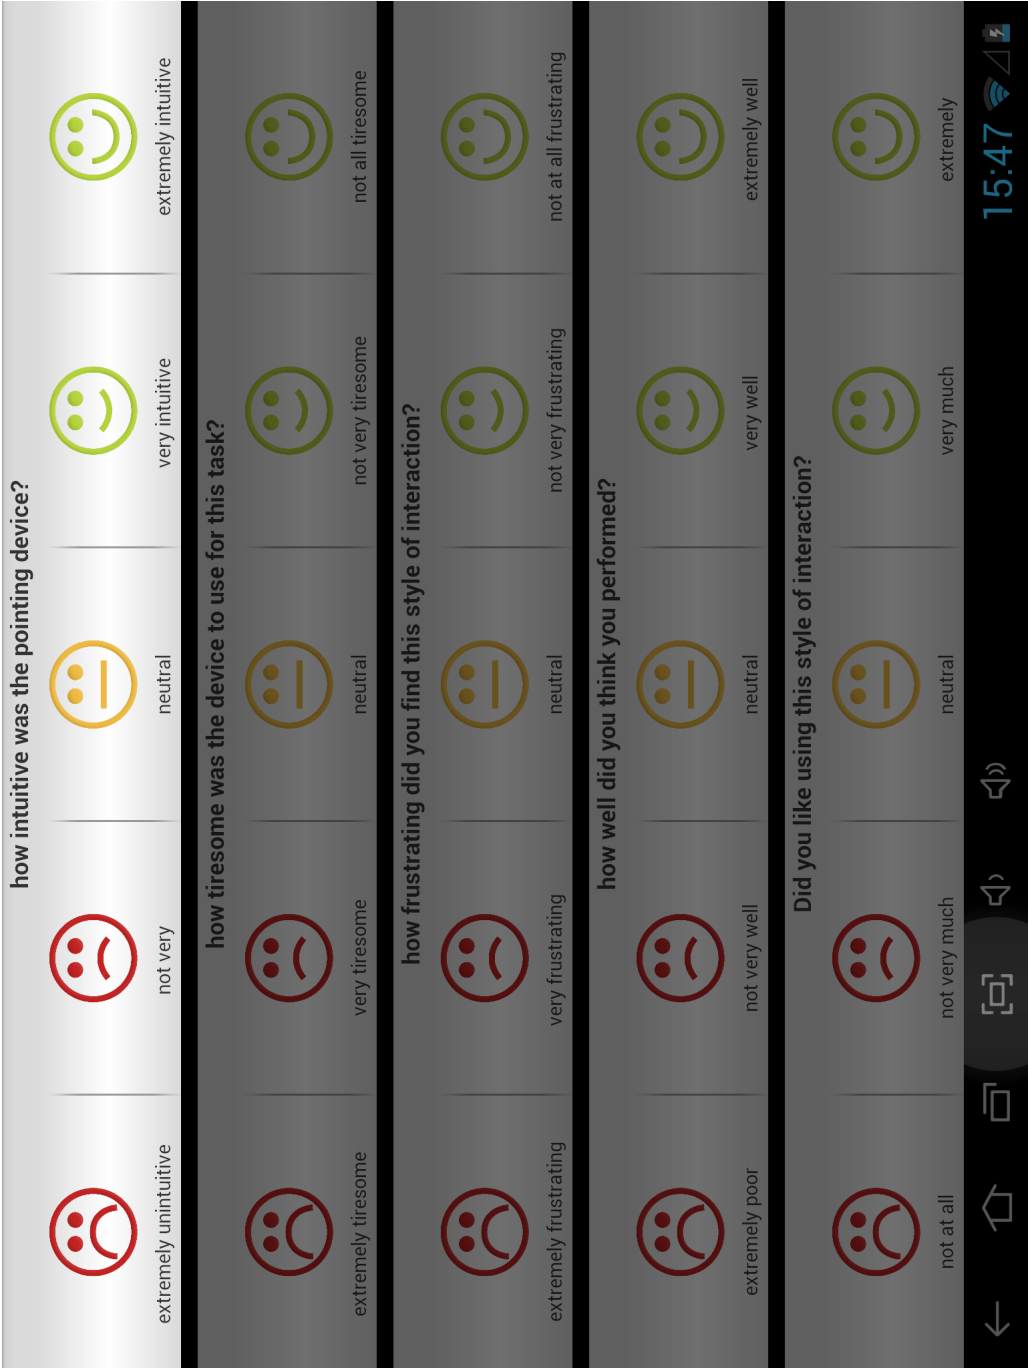 how intuitive was the pointing device?
extremely unintuitive
not very
neutral
very intuitive
extremely intuitive
how tiresome was the device to use for this task?
extremely tiresome
very tiresome
neutral
not very tiresome
not all tiresome
how frustrating did you find this style of interaction?
extremely frustrating
very frustrating
neutral
not very frustrating
not at all frustrating
how well did you think you performed?
extremely poor
not very well
neutral
very well
extremely well
Did you like using this style of interaction?
not at all
not very much
neutral
very much
extremely
15:47